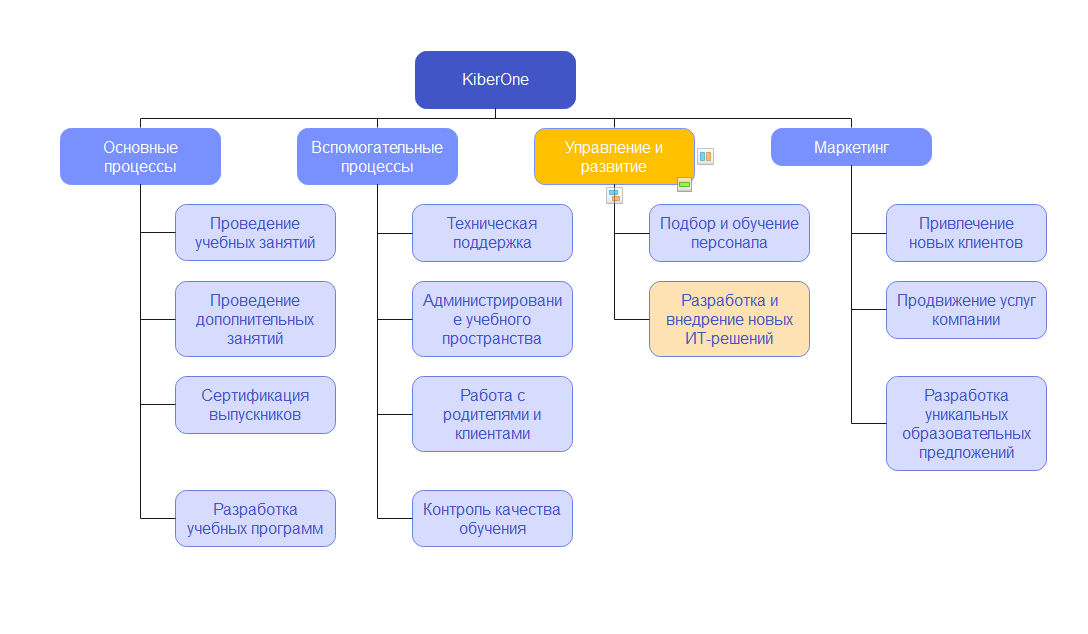 KiberOne
Основные
процессы
Вспомогательные
процессы
Управление и
развитие
Маркетинг
Проведение
учебных занятий
Проведение
дополнительных
занятий
Сертификация
выпускников
Разработка
учебных программ
Техническая
поддержка
Администрировани
е учебного
пространства
Работа с
родителями и
клиентами
Контроль качества
обучения
Подбор и обучение
персонала
Разработка и
внедрение новых
ИТ-решений
Привлечение
новых клиентов
Продвижение услуг
компании
Разработка
уникальных
образовательных
предложений